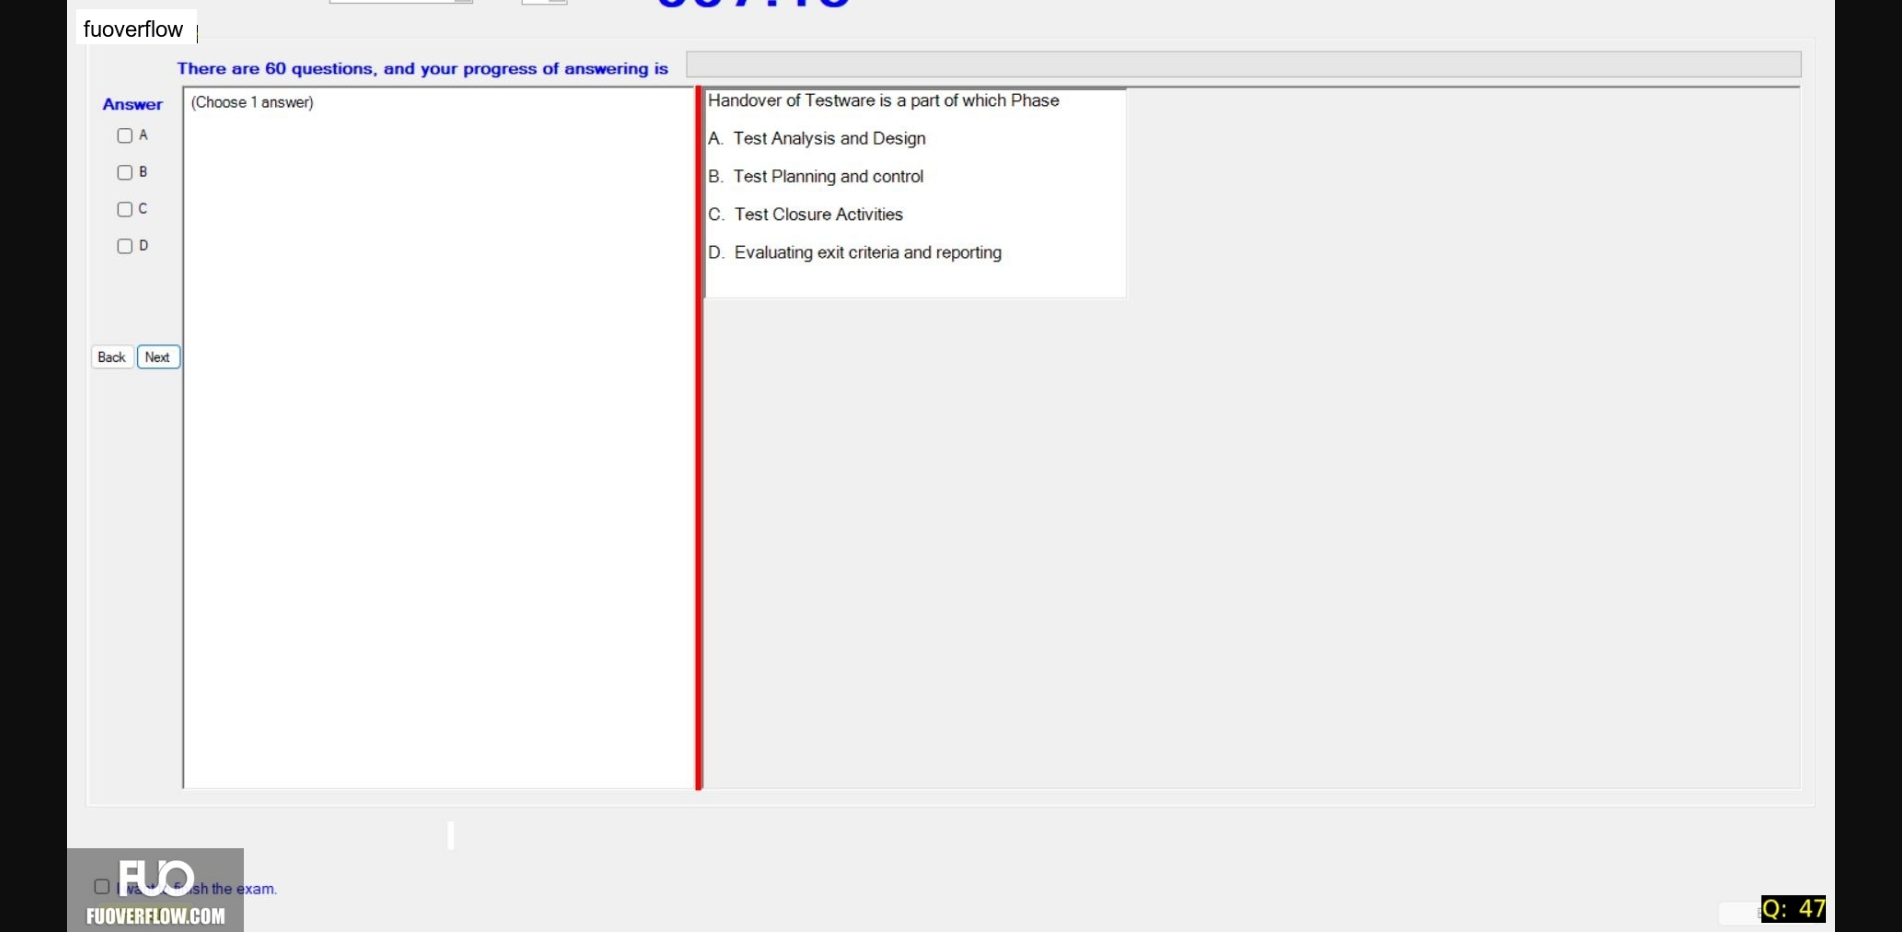 fuoverflow
There are 60 questions, and your progress of answering is
Answer
(Choose 1 answer)
A
B
C
D
Back
Next
Handover of Testware is a part of which Phase
A. Test Analysis and Design
B. Test Planning and control
C. Test Closure Activities
D. Evaluating exit criteria and reporting
FUO
I want finish the exam.
FUOVERFLOW.COM
Q: 47